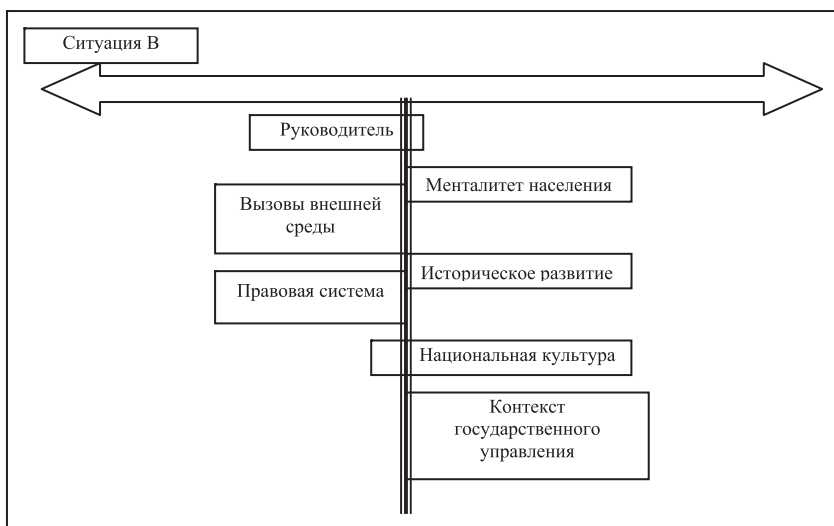 Ситуация В
Руководитель
Менталитет населения
Вызовы внешней
среды
Историческое развитие
Правовая система
Национальная культура
Контекст
государственного
управления